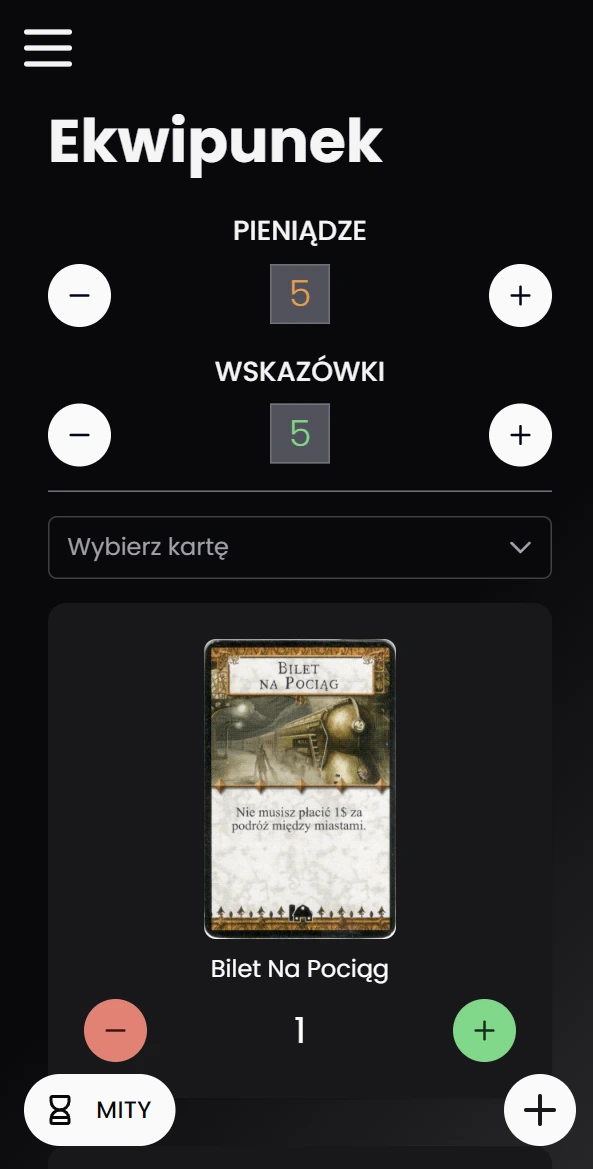 Ekwipunek
PIENIĄDZE
5
WSKAZÓWKI
5
Wybierz kartę
BILET
NA POCIĄG
Nie musisz płacić 1$ za
podróż między miastami.
Bilet Na Pociąg
1
MITY